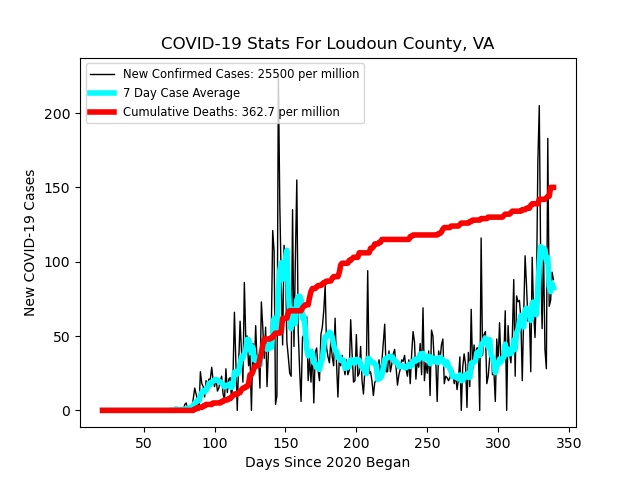 COVID-19 Stats For Loudoun County, VA
New Confirmed Cases: 25500 per million
7 Day Case Average
Cumulative Deaths: 362.7 per million
New COVID-19 Cases
200
150
100
50
0
50 100 150 200 250 300 350
Days Since 2020 Began